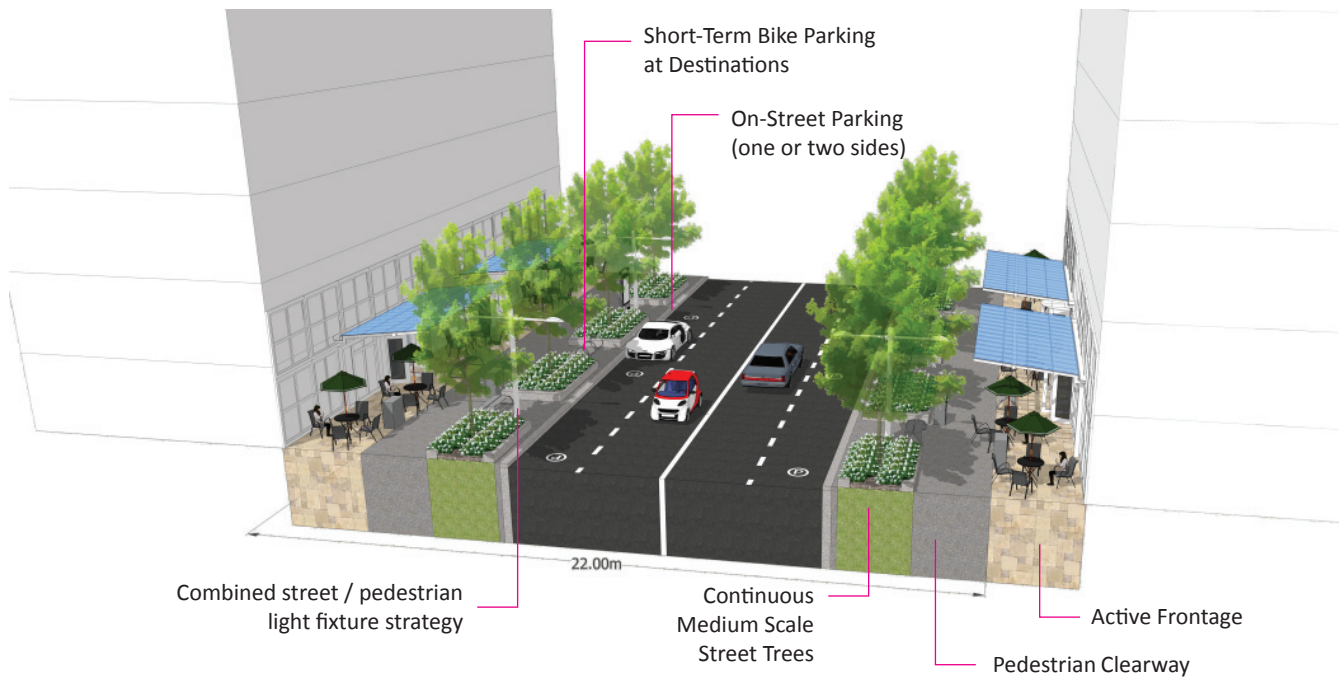 Short-Term Bike Parking
at Destinations
On-Street Parking
(one or two sides)
22.00m
Combined street / pedestrian
light fixture strategy
Continuous
Medium Scale
Street Trees
Active Frontage
Pedestrian Clearway